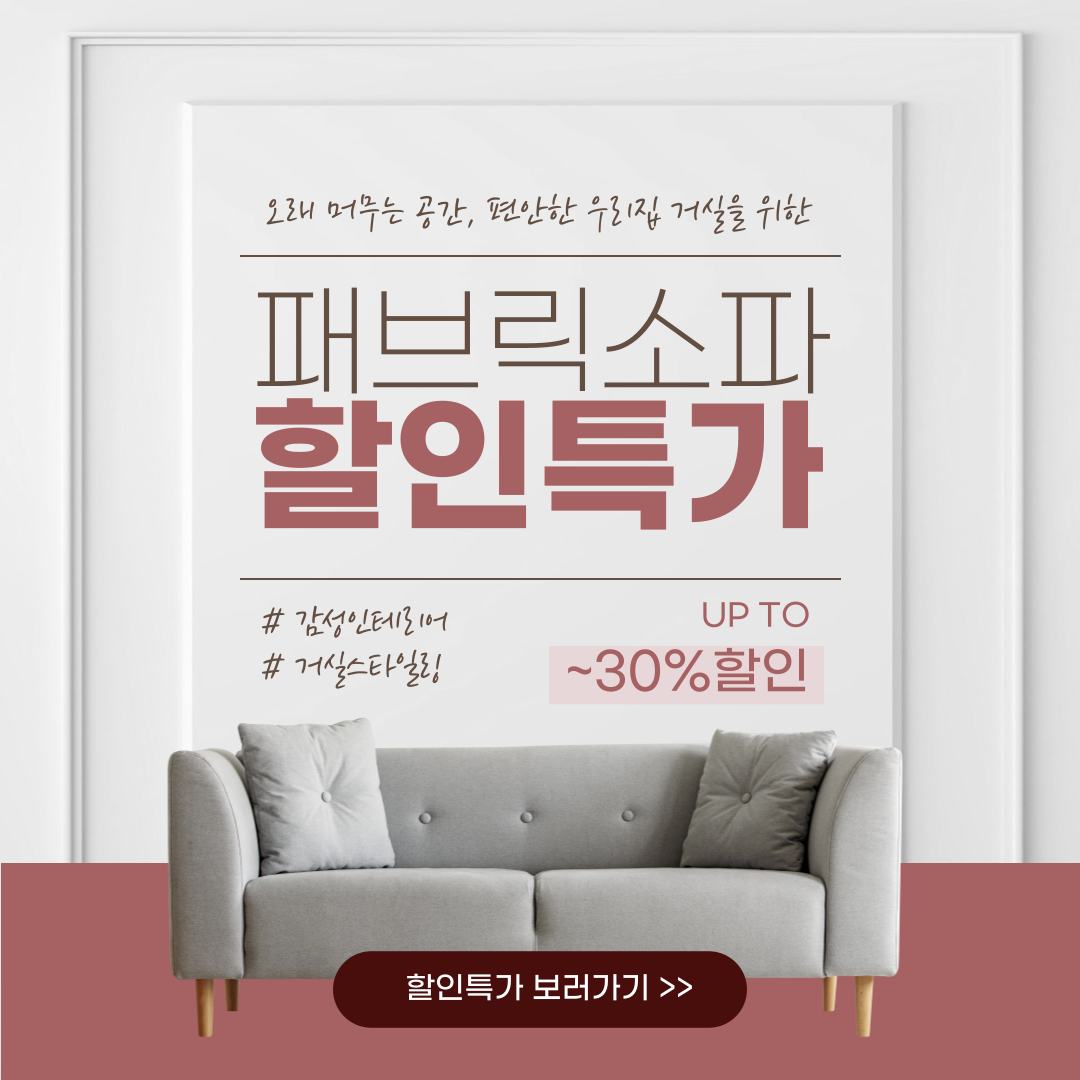 오래 머무는 공간, 편안한 우리집 거실을 위한
패브릭소파
할인특가
# 감성인테리어
# 거실스타일링
UP TO
~30%할인
할인특가 보러가기 >>